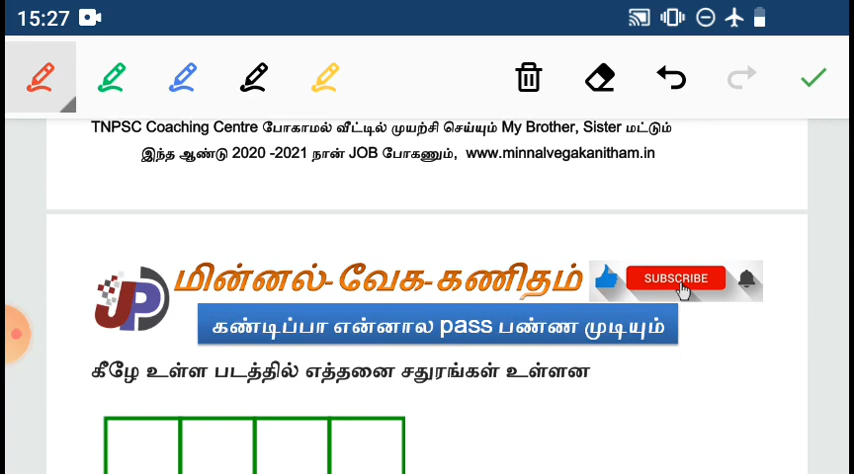 15:27
TNPSC Coaching Centre போகாமல் வீட்டில் முயற்சி செய்யும் My Brother, Sister மட்டும்
இந்த ஆண்டு 2020 -2021 நான் JOB போகணும், www.minnalvegakanitham.in
JP மின்னல்-வேக-கணிதம் SUBSCRIBE
கண்டிப்பா என்னால pass பண்ண முடியும்
கீழே உள்ள படத்தில் எத்தனை சதுரங்கள் உள்ளன